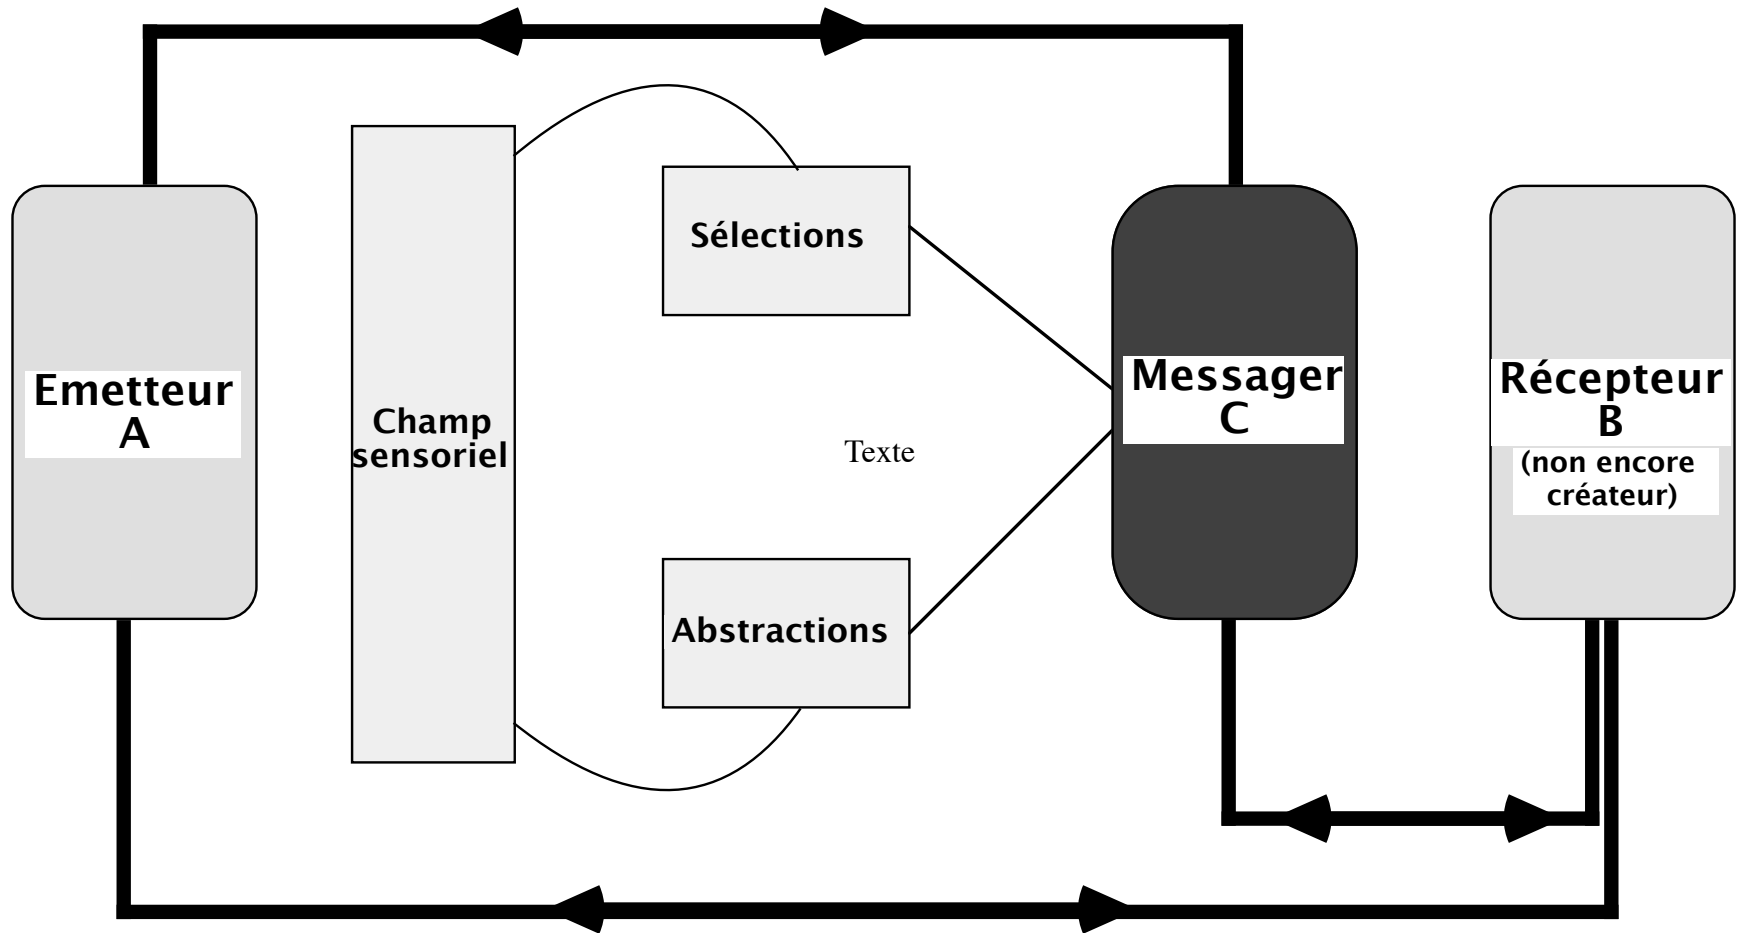 Emetteur
A
Champ
sensoriel
Sélections
Texte
Abstractions
Messager
C
Récepteur
B
(non encore
créateur)